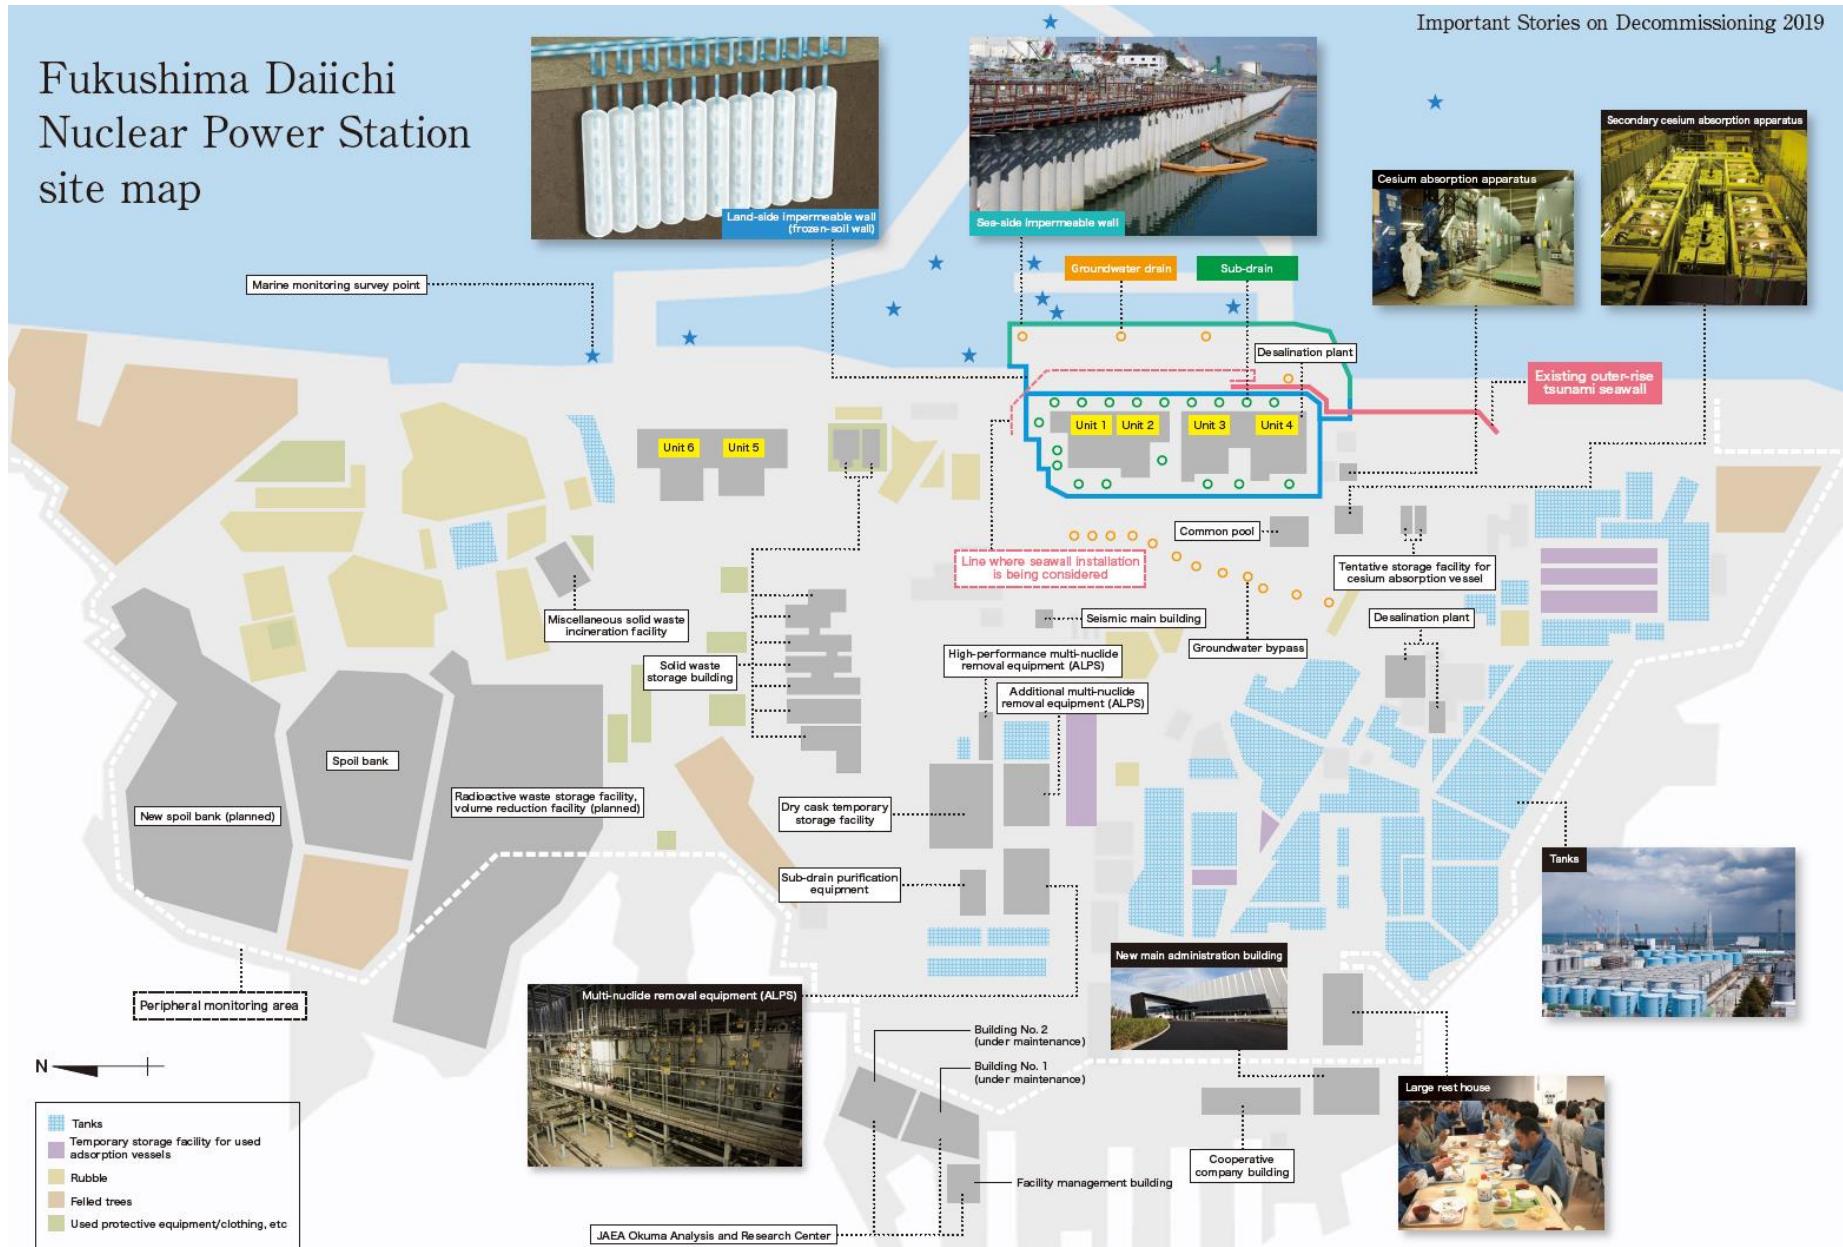 Important Stories on Decommissioning 2019
Fukushima Daiichi
Nuclear Power Station
site map
Land-side impermeable wall
(frozen-soil wall)
Sea-side impermeable wall
Secondary cesium absorption apparatus
Cesium absorption apparatus
Groundwater drain
Sub-drain
Marine monitoring survey point
Desalination plant
Existing outer-rise
tsunami seawall
Unit 6
Unit 5
Unit 1
Unit 2
Unit 3
Unit 4
Common pool
Line where seawall installation
is being considered
Tentative storage facility for
cesium absorption vessel
Miscellaneous solid waste
incineration facility
Seismic main building
Desalination plant
Groundwater bypass
Solid waste
storage building
High-performance multi-nuclide
removal equipment (ALPS)
Additional multi-nuclide
removal equipment (ALPS)
Spoil bank
Radioactive waste storage facility,
volume reduction facility (planned)
New spoil bank (planned)
Dry cask temporary
storage facility
Tanks
Sub-drain purification
equipment
New main administration building
Peripheral monitoring area
Multi-nuclide removal equipment (ALPS)
Building No. 2
(under maintenance)
Building No. 1
(under maintenance)
N
Large rest house
Tanks
Temporary storage facility for used
adsorption vessels
Rubble
Felled trees
Used protective equipment/clothing, etc
Cooperative
company building
Facility management building
JAEA Okuma Analysis and Research Center